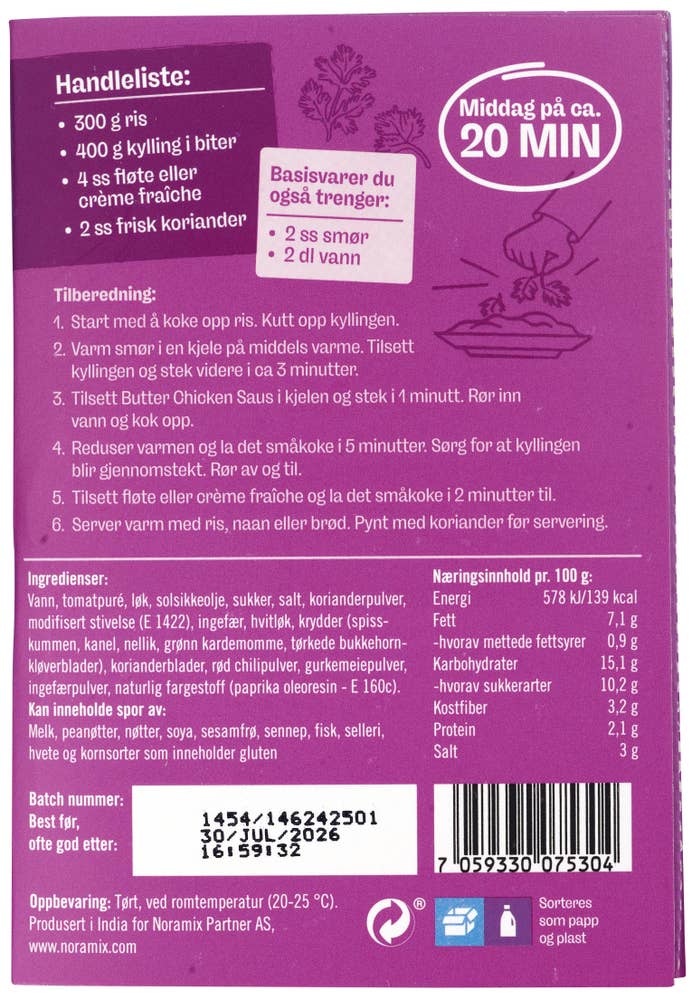 Handleliste:
• 300 g ris
• 400 g kylling i biter
• 4 ss fløte eller
crème fraîche
• 2 ss frisk koriander
Basisvarer du
også trenger:
• 2 ss smør
• 2 dl vann
Middag på ca.
20 MIN
Tilberedning:
1. Start med å koke opp ris. Kutt opp kyllingen.
2. Varm smør i en kjele på middels varme. Tilsett
kyllingen og stek videre i ca 3 minutter.
3. Tilsett Butter Chicken Saus i kjelen og stek i 1 minutt. Rør inn
vann og kok opp.
4. Reduser varmen og la det småkoke i 5 minutter. Sørg for at kyllingen
blir gjennomstekt. Rør av og til.
5. Tilsett fløte eller crème fraîche og la det småkoke i 2 minutter til.
6. Server varm med ris, naan eller brød. Pynt med koriander før servering.
Ingredienser:
Vann, tomatpuré, løk, solsikkeolje, sukker, salt, korianderpulver,
modifisert stivelse (E 1422), ingefær, hvitløk, krydder (spiss-
kummen, kanel, nellik, grønn kardemomme, tørkede bukkehorn-
kløverblader), korianderblader, rød chilipulver, gurkemeiepulver,
ingefærpulver, naturlig fargestoff (paprika oleoresin - E 160c).
Kan inneholde spor av:
Melk, peanøtter, nøtter, soya, sesamfrø, sennep, fisk, selleri,
hvete og kornsorter som inneholder gluten
Næringsinnhold pr. 100 g:
Energi 578 kJ/139 kcal
Fett 7,1 g
-hvorav mettede fettsyrer 0,9 g
Karbohydrater 15,1 g
-hvorav sukkerarter 10,2 g
Kostfiber 3,2 g
Protein 2,1 g
Salt 3 g
Batch nummer:
Best før,
ofte god etter:
1454/146242501
30/JUL/2026
16:59:32
7 059330 075304
Oppbevaring: Tørt, ved romtemperatur (20-25 °C).
Produsert i India for Noramix Partner AS,
www.noramix.com
®
Sorteres
som papp
og plast